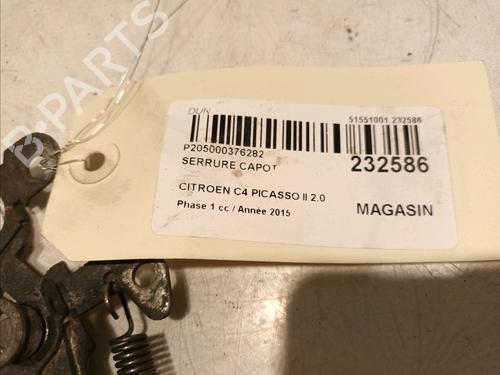 DUN
51551001 232586
P205000376282
SERRURE CAPOT
232586
CITROEN C4 PICASSO II 2.0
Phase 1 cc / Année 2015
MAGASIN
B-PARTS